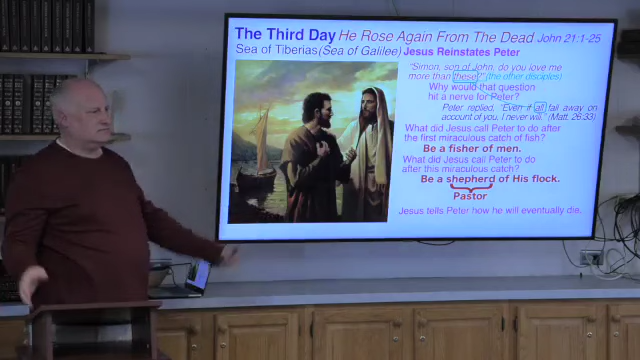 The Third Day He Rose Again From The Dead John 21:1-25
Sea of Tiberias (Sea of Galilee) Jesus Reinstates Peter
"Simon, son of John, do you love me
more than these?" (the other disciples)
Why would that question
hit a nerve for Peter?
Peter replied, "Even if all fall away on
account of you, I never will." (Matt. 26:33)
What did Jesus call Peter to do after
the first miraculous catch of fish?
Be a fisher of men.
What did Jesus call Peter to do
after this miraculous catch?
Be a shepherd of His flock.
Pastor
Jesus tells Peter how he will eventually die.